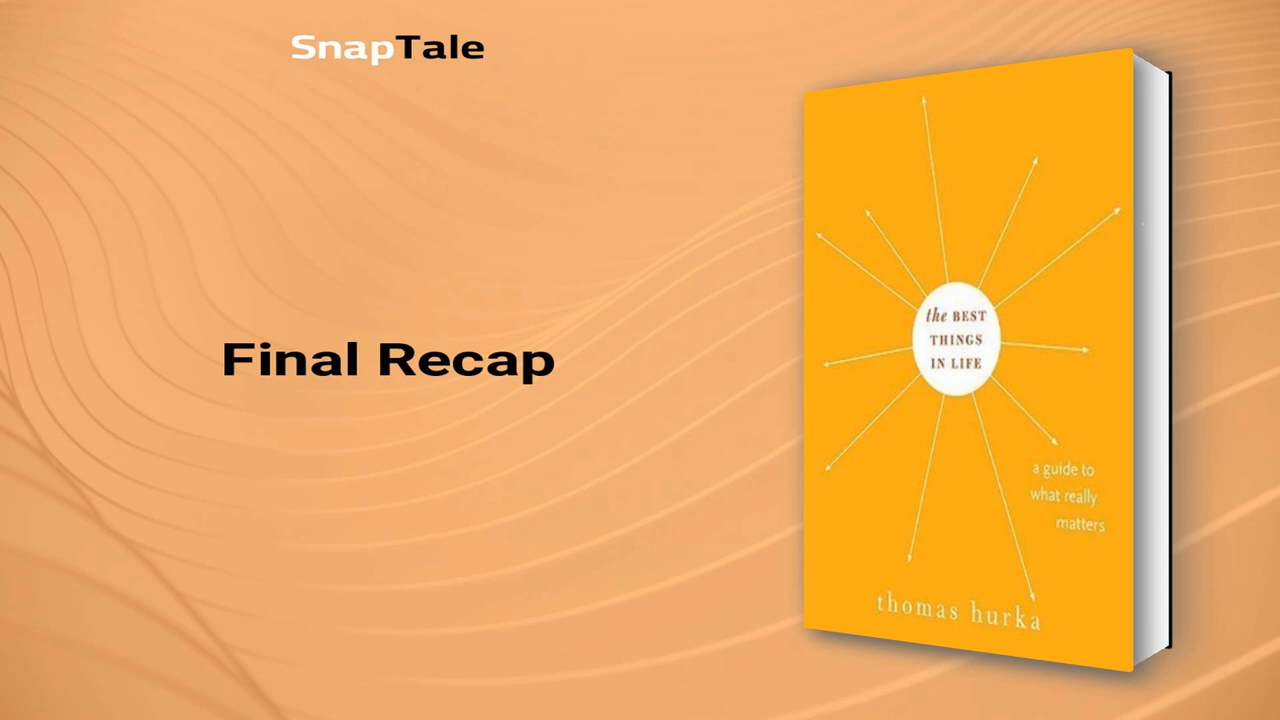 SnapTale
Final Recap
the BEST
THINGS
IN LIFE
a guide to
what really
matters
thomas hurka